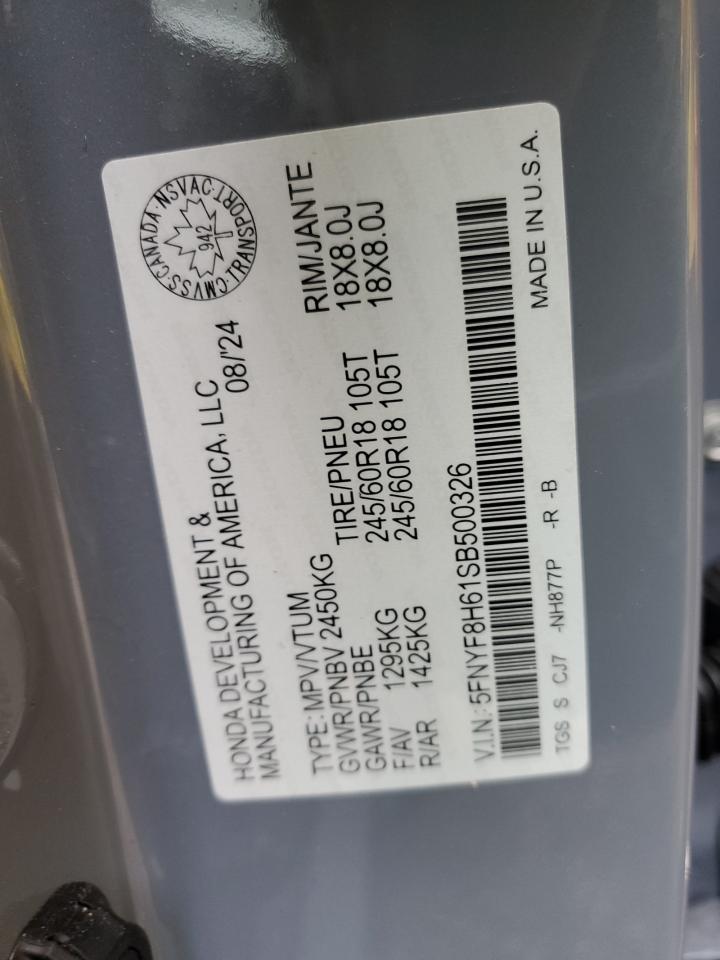 HONDA DEVELOPMENT &
MANUFACTURING OF AMERICA, LLC
08/'24
CMVSS·CANADA·NSVAC·TRANSPORT
942
TYPE: MPV/VTUM
GVWR/PNBV 2450KG
GAWR/PNBE TIRE/PNEU RIM/JANTE
F/AV 1295KG 245/60R18 105T 18X8.0J
R/AR 1425KG 245/60R18 105T 18X8.0J
V.I.N.: 5FNYF8H61SB500326
TGS S CJ7 -NH877P -R -B MADE IN U.S.A.